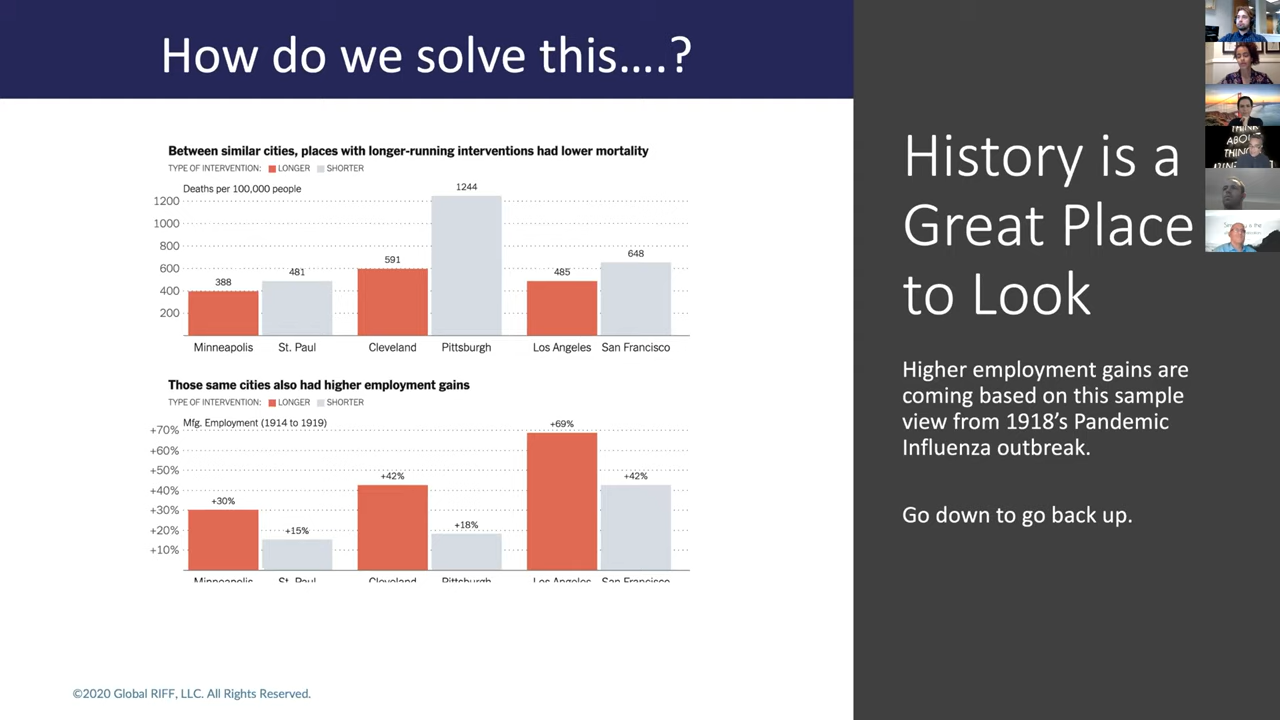 How do we solve this....?
Between similar cities, places with longer-running interventions had lower mortality
TYPE OF INTERVENTION: LONGER SHORTER
Deaths per 100,000 people
1200
1000
800
600
400
200
388
481
591
1244
485
648
Minneapolis St. Paul Cleveland Pittsburgh Los Angeles San Francisco
Those same cities also had higher employment gains
TYPE OF INTERVENTION: LONGER SHORTER
Mfg. Employment (1914 to 1919)
+70%
+60%
+50%
+40%
+30%
+20%
+10%
+30%
+15%
+42%
+18%
+69%
+42%
Minneapolis St. Paul Cleveland Pittsburgh Los Angeles San Francisco
©2020 Global RIFF, LLC. All Rights Reserved.
History is a
Great Place
to Look
Higher employment gains are
coming based on this sample
view from 1918's Pandemic
Influenza outbreak.
Go down to go back up.
THINK
ABOU
THING